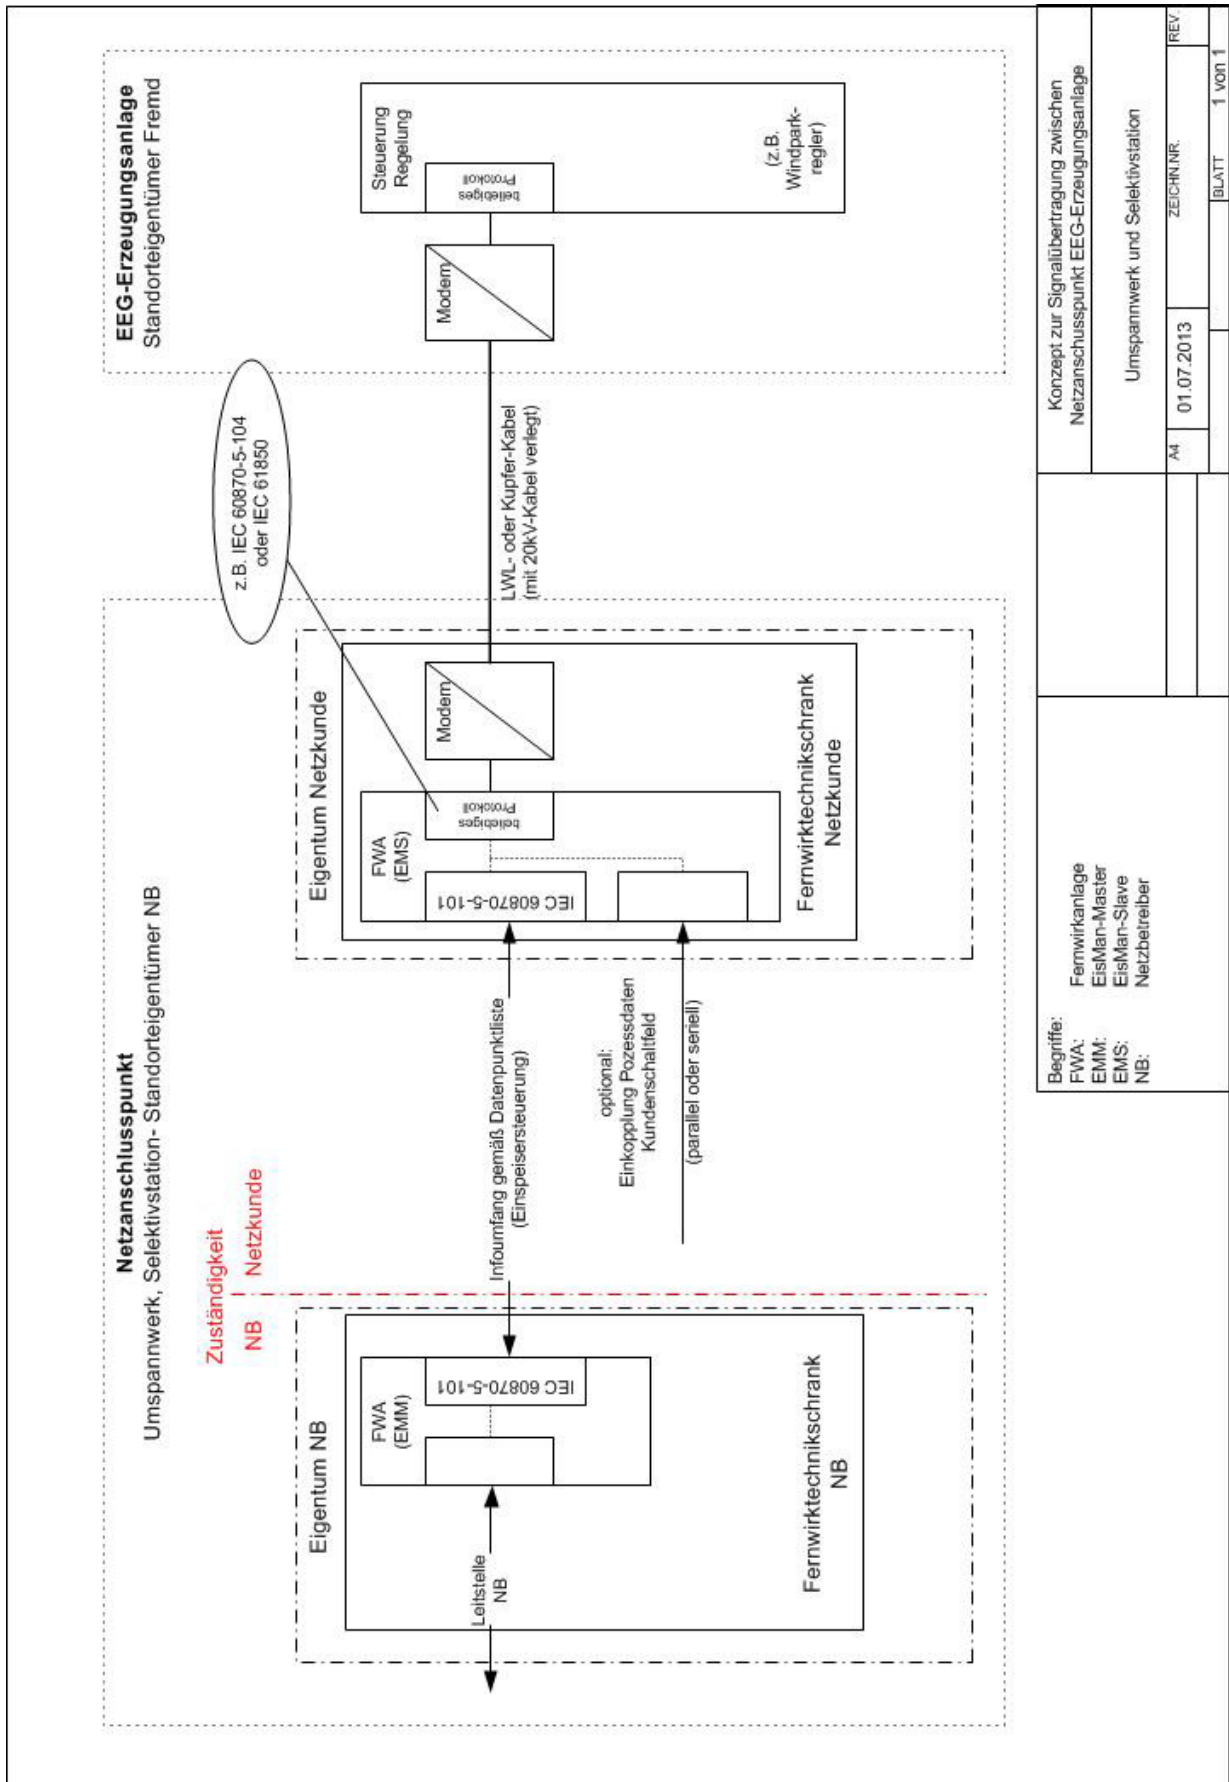 Netzanschlusspunkt
Umspannwerk, Selektivstation- Standorteigentümer NB
Zuständigkeit
NB
Netzkunde
Eigentum NB
FWA
(EMM)
IEC 60870-5-101
Leitstelle
NB
Fernwirktechnikschrank
NB
Infoumfang gemäß Datenpunktliste
(Einspeisersteuerung)
optional:
Einkopplung Pozessdaten
Kundenschaltfeld
(parallel oder seriell)
Eigentum Netzkunde
FWA
(EMS)
IEC 60870-5-101
beliebiges
Protokoll
Modem
Fernwirktechnikschrank
Netzkunde
z.B. IEC 60870-5-104
oder IEC 61850
LWL- oder Kupfer-Kabel
(mit 20kV-Kabel verlegt)
EEG-Erzeugungsanlage
Standorteigentümer Fremd
Modem
beliebiges
Protokoll
Steuerung
Regelung
(z.B.
Windpark-
regler)
Begriffe:
FWA: Fernwirkanlage
EMM: EisMan-Master
EMS: EisMan-Slave
NB: Netzbetreiber
Konzept zur Signalübertragung zwischen
Netzanschusspunkt EEG-Erzeugungsanlage
Umspannwerk und Selektivstation
A4 01.07.2013 ZEICHN.NR. REV.
BLATT 1 von 1